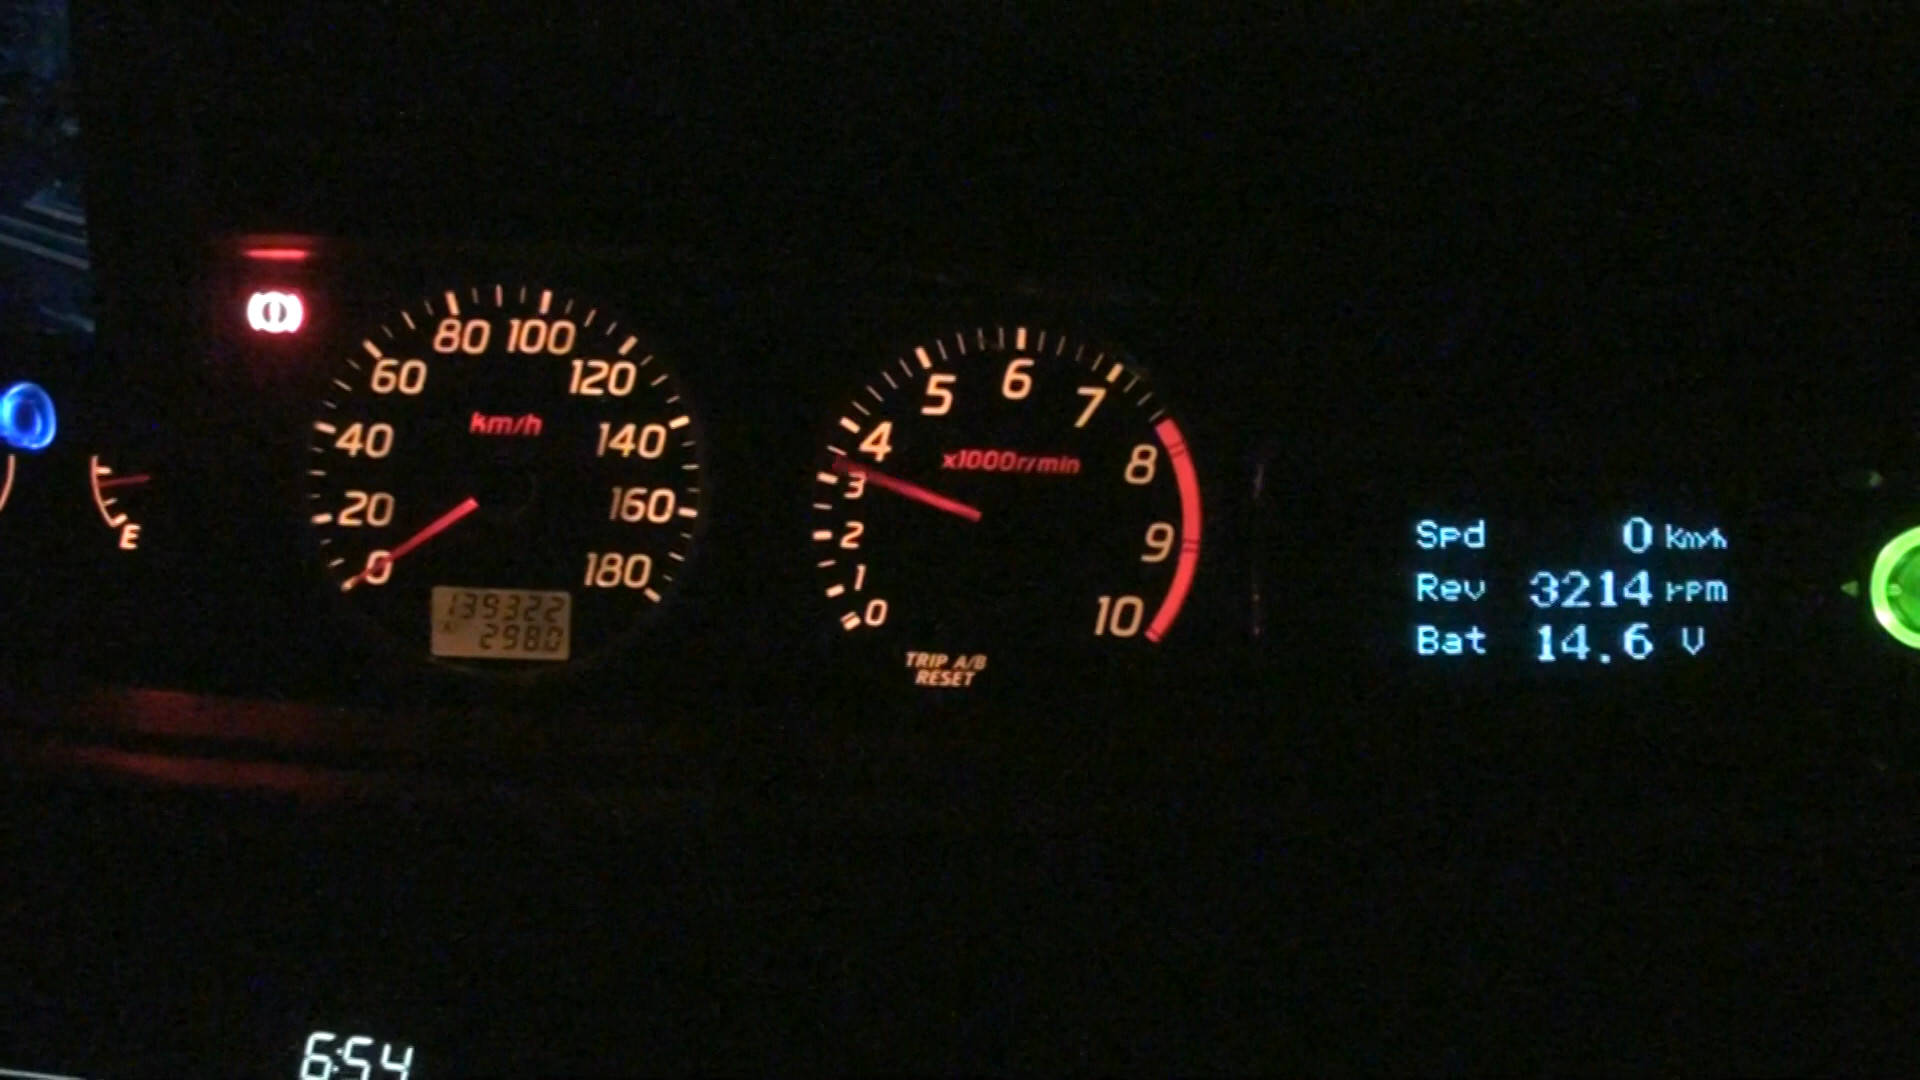 80 100
60 120
km/h
40 140
20 160
0 180
139322
2980
5 6 7
4 8
x1000r/min
3
2 9
1
0 10
TRIP A/B
RESET
E
Spd 0 km/h
Rev 3214 rpm
Bat 14.6 V
6:54